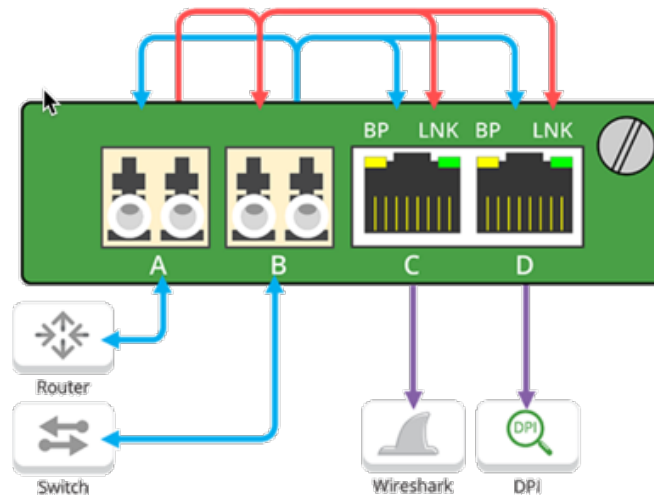 BP LNK BP LNK
A B C D
Router
Switch
Wireshark
DPI
DPI